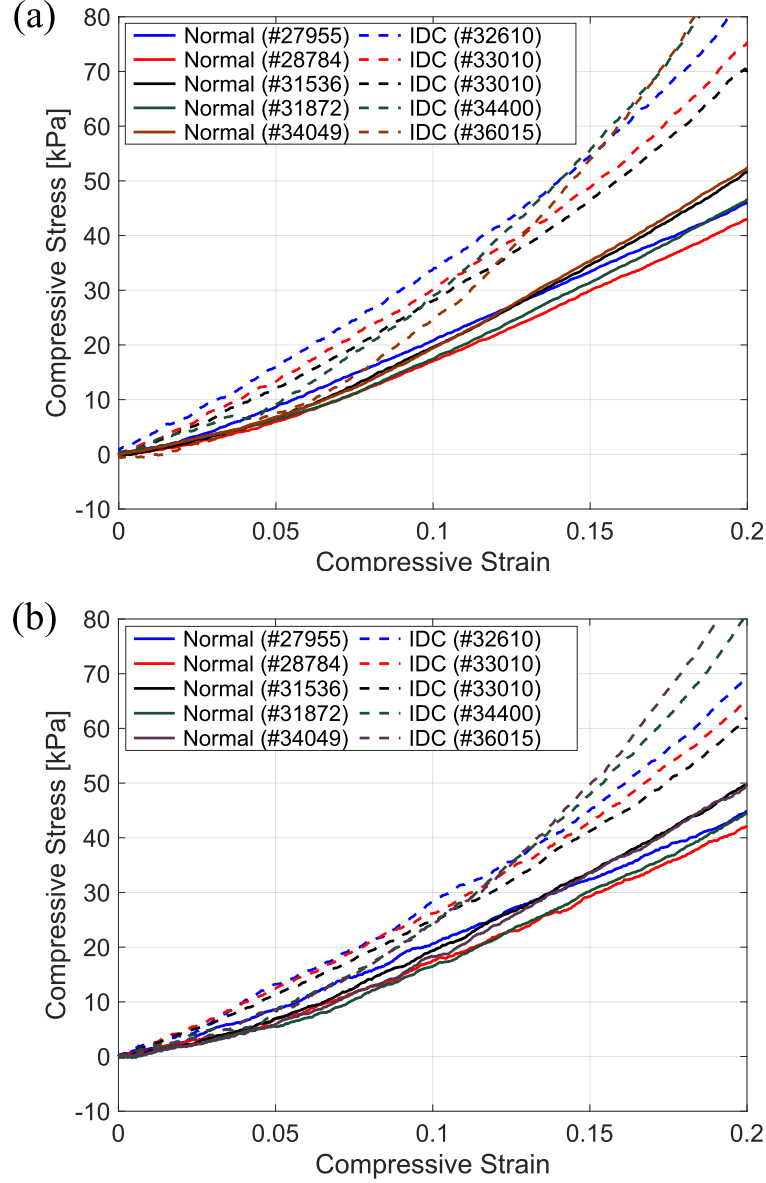 (a)
80
70
60
50
40
30
20
10
0
-10
Compressive Stress [kPa]
Normal (#27955) IDC (#32610)
Normal (#28784) IDC (#33010)
Normal (#31536) IDC (#33010)
Normal (#31872) IDC (#34400)
Normal (#34049) IDC (#36015)
0 0.05 0.1 0.15 0.2
Compressive Strain
(b)
80
70
60
50
40
30
20
10
0
-10
Compressive Stress [kPa]
Normal (#27955) IDC (#32610)
Normal (#28784) IDC (#33010)
Normal (#31536) IDC (#33010)
Normal (#31872) IDC (#34400)
Normal (#34049) IDC (#36015)
0 0.05 0.1 0.15 0.2
Compressive Strain